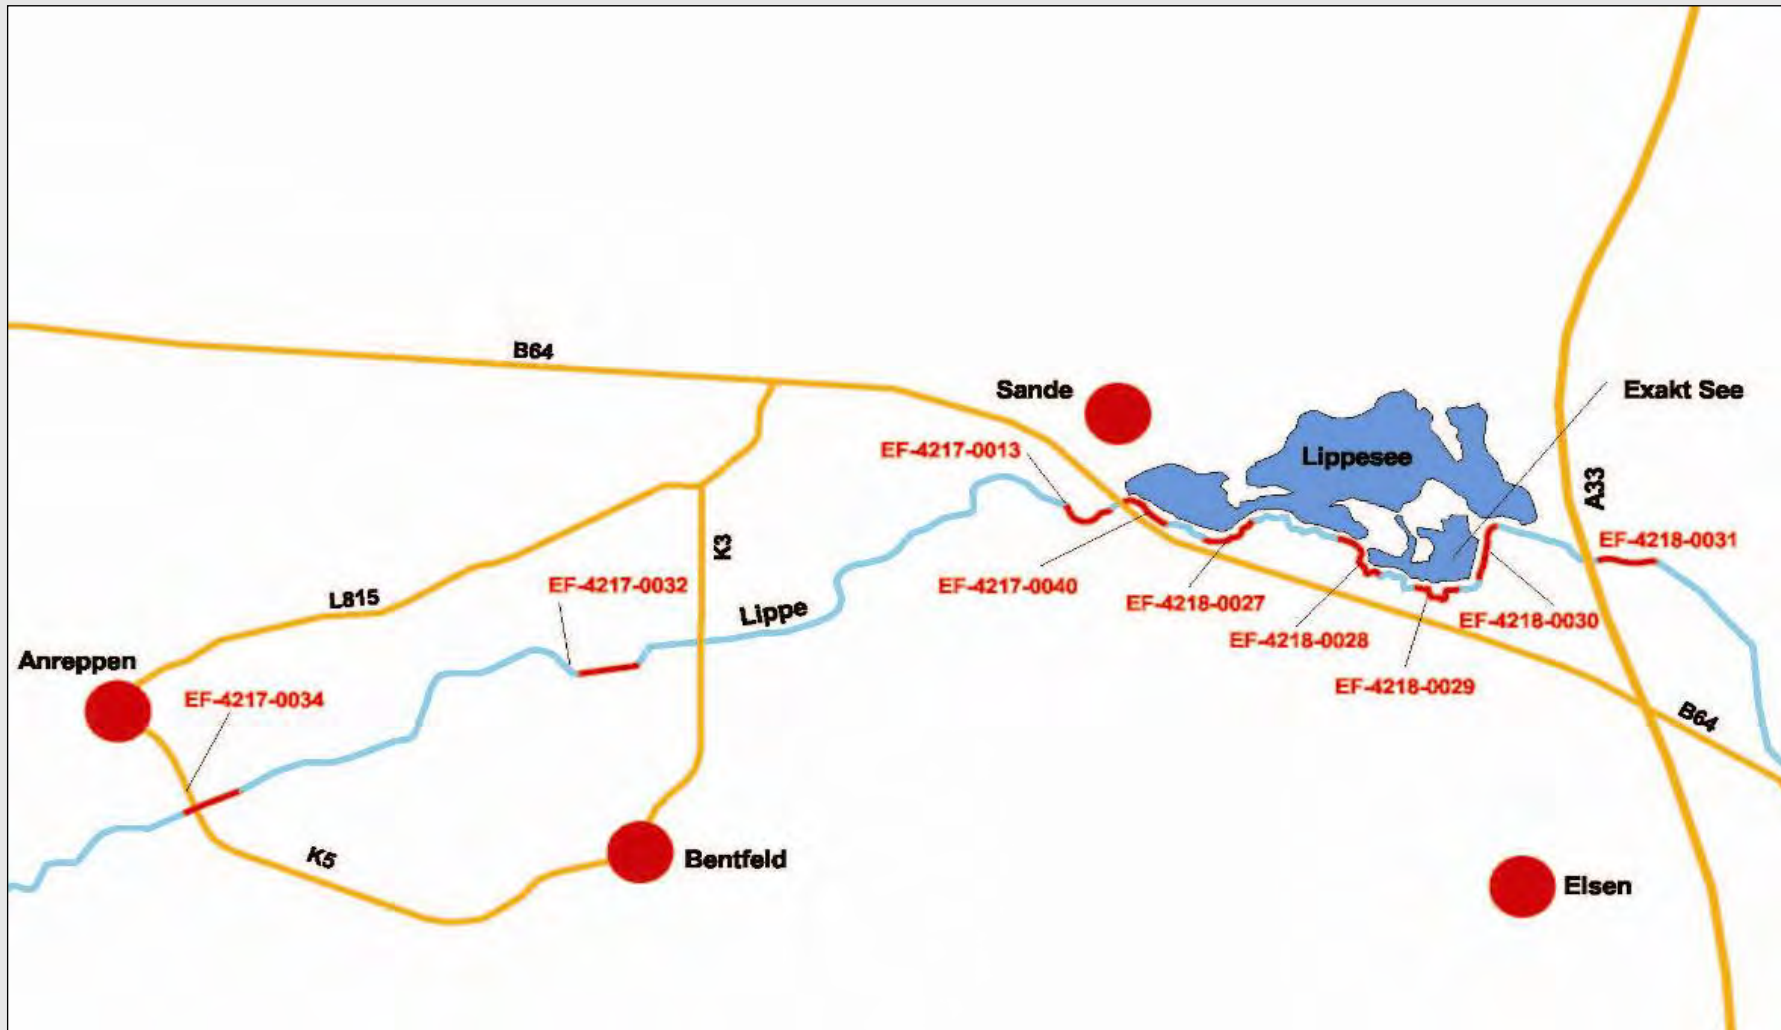 B64
Sande
Exakt See
EF-4217-0013
Lippesee
A33
K3
EF-4218-0031
EF-4217-0032
EF-4217-0040
L815
Lippe
EF-4218-0027
EF-4218-0030
EF-4218-0028
Anreppen
EF-4217-0034
EF-4218-0029
B64
K5
Bentfeld
Elsen